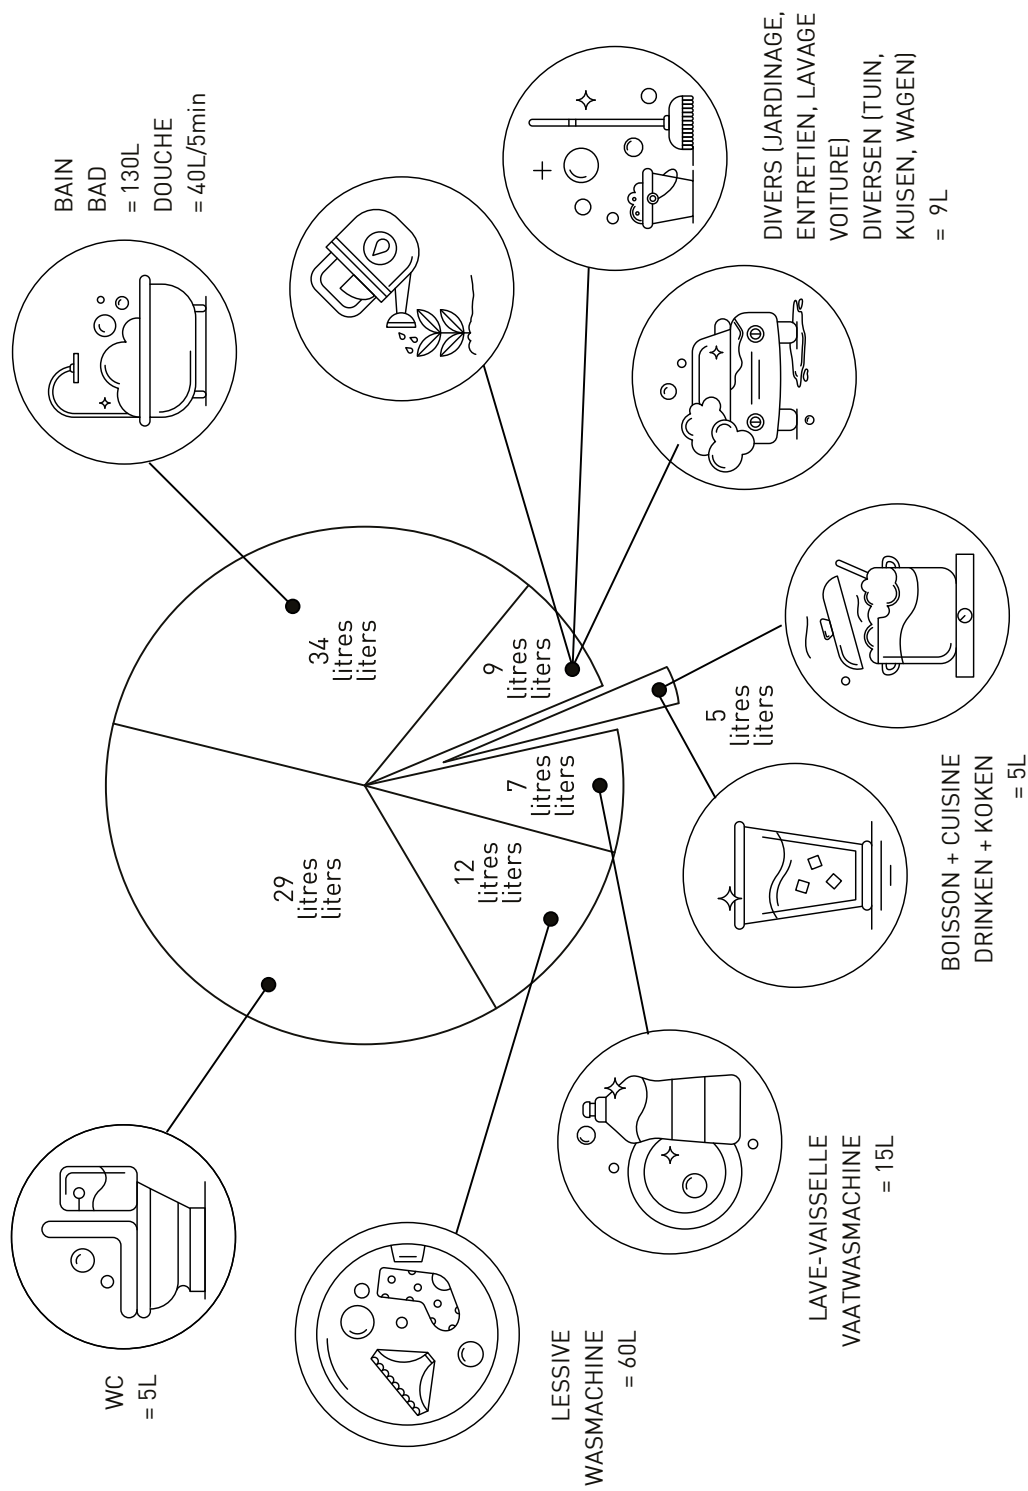 WC
= 5L
BAIN
BAD
= 130L
DOUCHE
= 40L/5min
29
litres
liters
34
litres
liters
12
litres
liters
7
litres
liters
9
litres
liters
5
litres
liters
LESSIVE
WASMACHINE
= 60L
LAVE-VAISSELLE
VAATWASMACHINE
= 15L
BOISSON + CUISINE
DRINKEN + KOKEN
= 5L
DIVERS (JARDINAGE,
ENTRETIEN, LAVAGE
VOITURE)
DIVERSEN (TUIN,
KUISEN, WAGEN)
= 9L